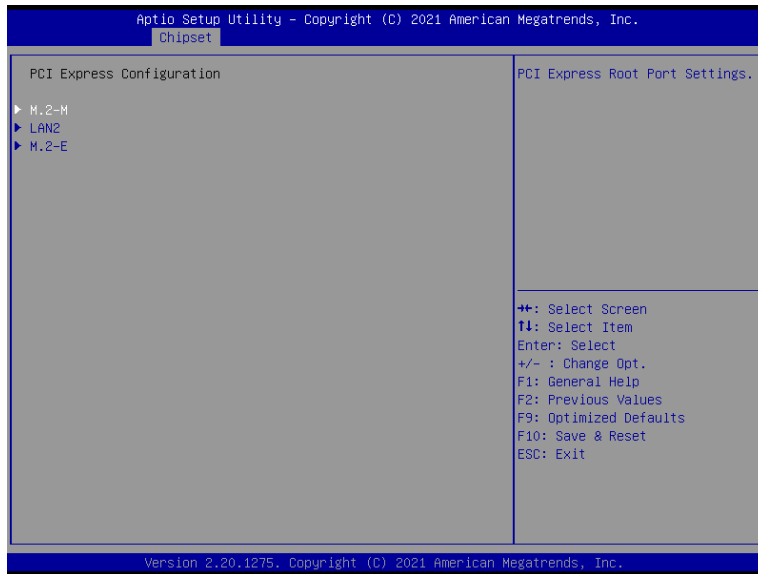 Aptio Setup Utility – Copyright (C) 2021 American Megatrends, Inc.
Chipset
PCI Express Configuration
▶ M.2-M
▶ LAN2
▶ M.2-E
PCI Express Root Port Settings.
→←: Select Screen
↑↓: Select Item
Enter: Select
+/- : Change Opt.
F1: General Help
F2: Previous Values
F9: Optimized Defaults
F10: Save & Reset
ESC: Exit
Version 2.20.1275. Copyright (C) 2021 American Megatrends, Inc.